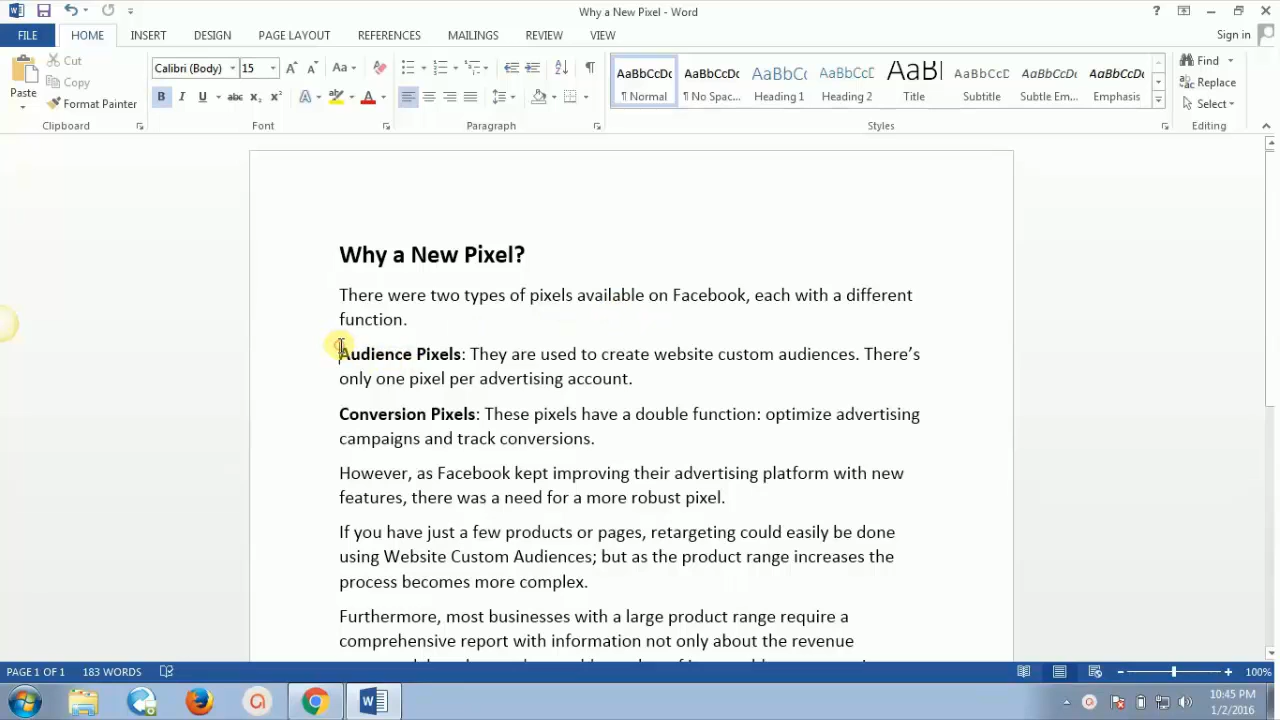 Why a New Pixel - Word
?
Sign in
FILE HOME INSERT DESIGN PAGE LAYOUT REFERENCES MAILINGS REVIEW VIEW
Paste
Cut
Copy
Format Painter
Calibri (Body) 15
Aa
B I U abc x₂ x²
A A
AaBbCcDc AaBbCcDc AaBbCc AaBbCcD AaB AaBbCcD AaBbCcDc AaBbCcDc
¶ Normal ¶ No Spac... Heading 1 Heading 2 Title Subtitle Subtle Em... Emphasis
Find
Replace
Select
Clipboard Font Paragraph Styles Editing
Why a New Pixel?
There were two types of pixels available on Facebook, each with a different
function.
Audience Pixels: They are used to create website custom audiences. There’s
only one pixel per advertising account.
Conversion Pixels: These pixels have a double function: optimize advertising
campaigns and track conversions.
However, as Facebook kept improving their advertising platform with new
features, there was a need for a more robust pixel.
If you have just a few products or pages, retargeting could easily be done
using Website Custom Audiences; but as the product range increases the
process becomes more complex.
Furthermore, most businesses with a large product range require a
comprehensive report with information not only about the revenue
PAGE 1 OF 1 183 WORDS
100%
10:45 PM
1/2/2016